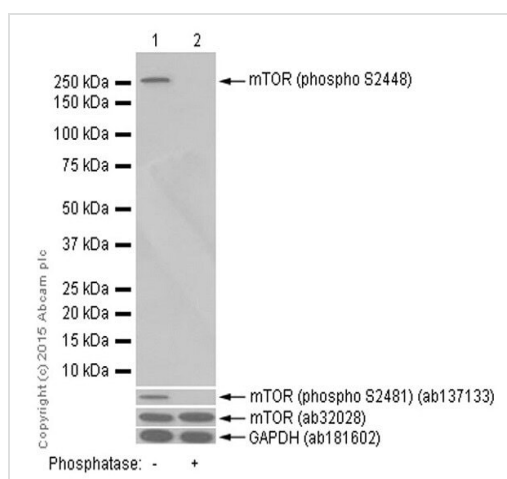 1 2
250 kDa mTOR (phospho S2448)
150 kDa
100 kDa
75 kDa
50 kDa
37 kDa
25 kDa
20 kDa
15 kDa
10 kDa
mTOR (phospho S2481) (ab137133)
mTOR (ab32028)
GAPDH (ab181602)
Phosphatase: - +
Copyright (c) 2015 Abcam plc